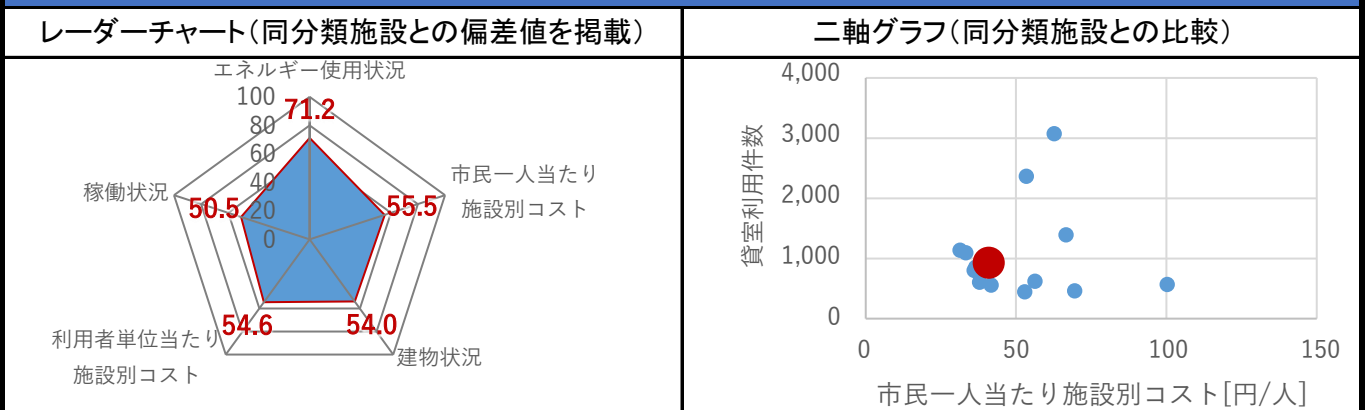 レーダーチャート(同分類施設との偏差値を掲載)
エネルギー使用状況
100
80
60
40
20
0
71.2
市民一人当たり
施設別コスト
55.5
稼働状況
50.5
利用者単位当たり
施設別コスト
54.6
54.0
建物状況
二軸グラフ(同分類施設との比較)
4,000
3,000
2,000
1,000
0
貸室利用件数
0
50
100
150
市民一人当たり施設別コスト[円/人]